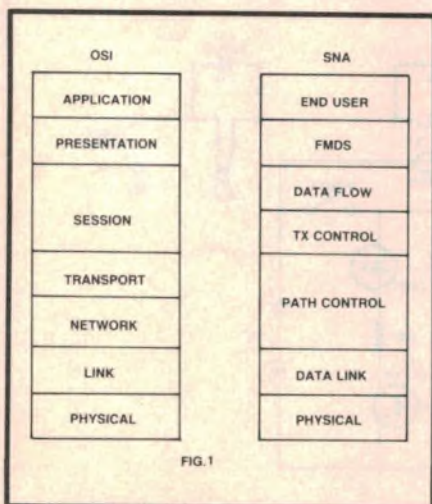 OSI
APPLICATION
PRESENTATION
SESSION
TRANSPORT
NETWORK
LINK
PHYSICAL
SNA
END USER
FMDS
DATA FLOW
TX CONTROL
PATH CONTROL
DATA LINK
PHYSICAL
FIG.1